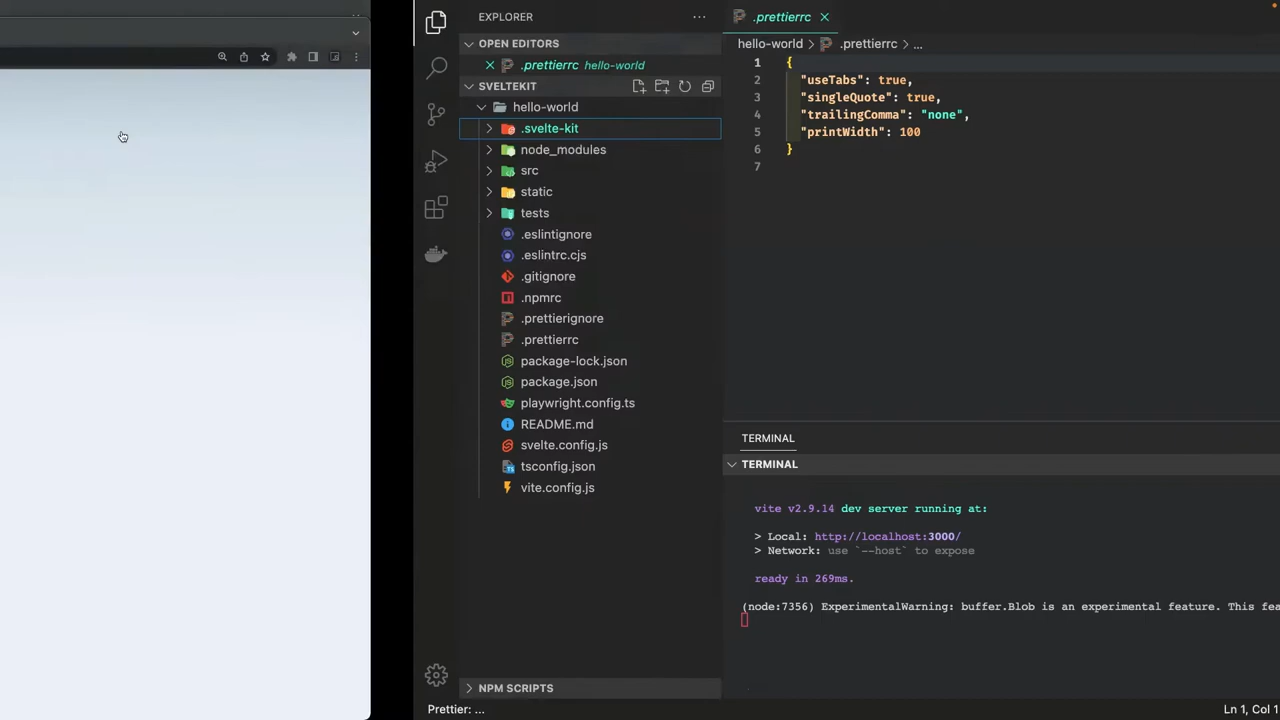 EXPLORER
OPEN EDITORS
.prettierrc hello-world
SVELTEKIT
hello-world
.svelte-kit
node_modules
src
static
tests
.eslintignore
.eslintrc.cjs
.gitignore
.npmrc
.prettierignore
.prettierrc
package-lock.json
package.json
playwright.config.ts
README.md
svelte.config.js
tsconfig.json
vite.config.js
NPM SCRIPTS
Prettier: ...
.prettierrc
hello-world > .prettierrc > ...
1 {
2 "useTabs": true,
3 "singleQuote": true,
4 "trailingComma": "none",
5 "printWidth": 100
6 }
7
TERMINAL
TERMINAL
vite v2.9.14 dev server running at:
> Local: http://localhost:3000/
> Network: use `--host` to expose
ready in 269ms.
(node:7356) ExperimentalWarning: buffer.Blob is an experimental feature. This fea
Ln 1, Col 1